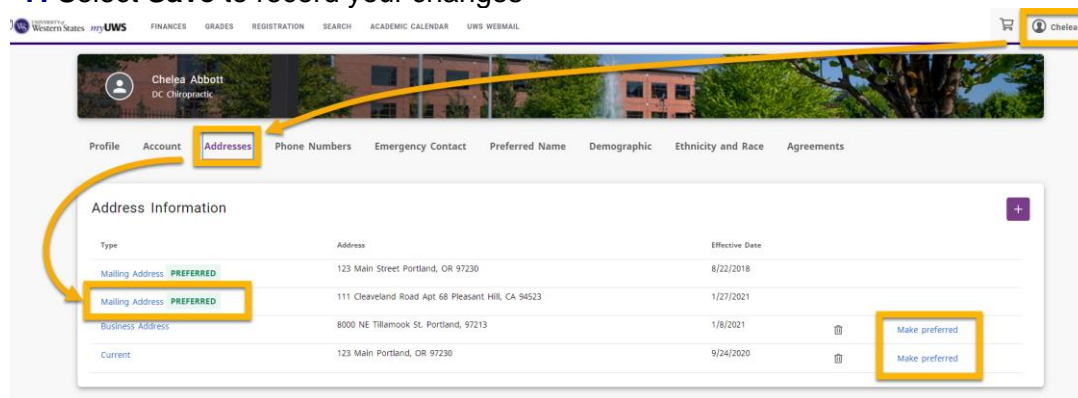 Select Save to record your changes
UNIVERSITY of
Western States myUWS FINANCES GRADES REGISTRATION SEARCH ACADEMIC CALENDAR UWS WEBMAIL Chelea
Chelea Abbott
DC Chiropractic
Profile Account Addresses Phone Numbers Emergency Contact Preferred Name Demographic Ethnicity and Race Agreements
Address Information +
Type Address Effective Date
Mailing Address PREFERRED 123 Main Street Portland, OR 97230 8/22/2018
Mailing Address PREFERRED 111 Cleaveland Road Apt 68 Pleasant Hill, CA 94523 1/27/2021
Business Address 8000 NE Tillamook St. Portland, 97213 1/8/2021 Make preferred
Current 123 Main Portland, OR 97230 9/24/2020 Make preferred